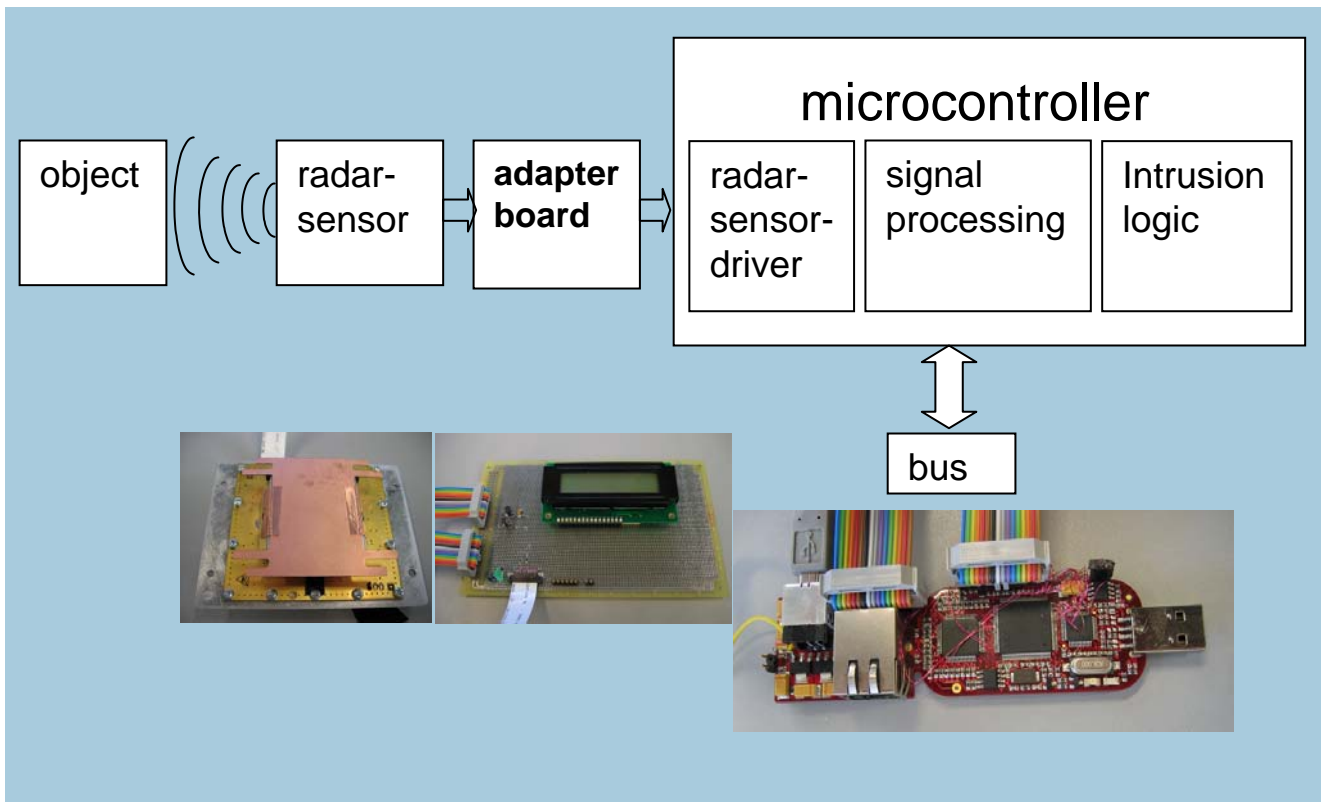 microcontroller
object
radar-
sensor
adapter
board
radar-
sensor-
driver
signal
processing
Intrusion
logic
bus